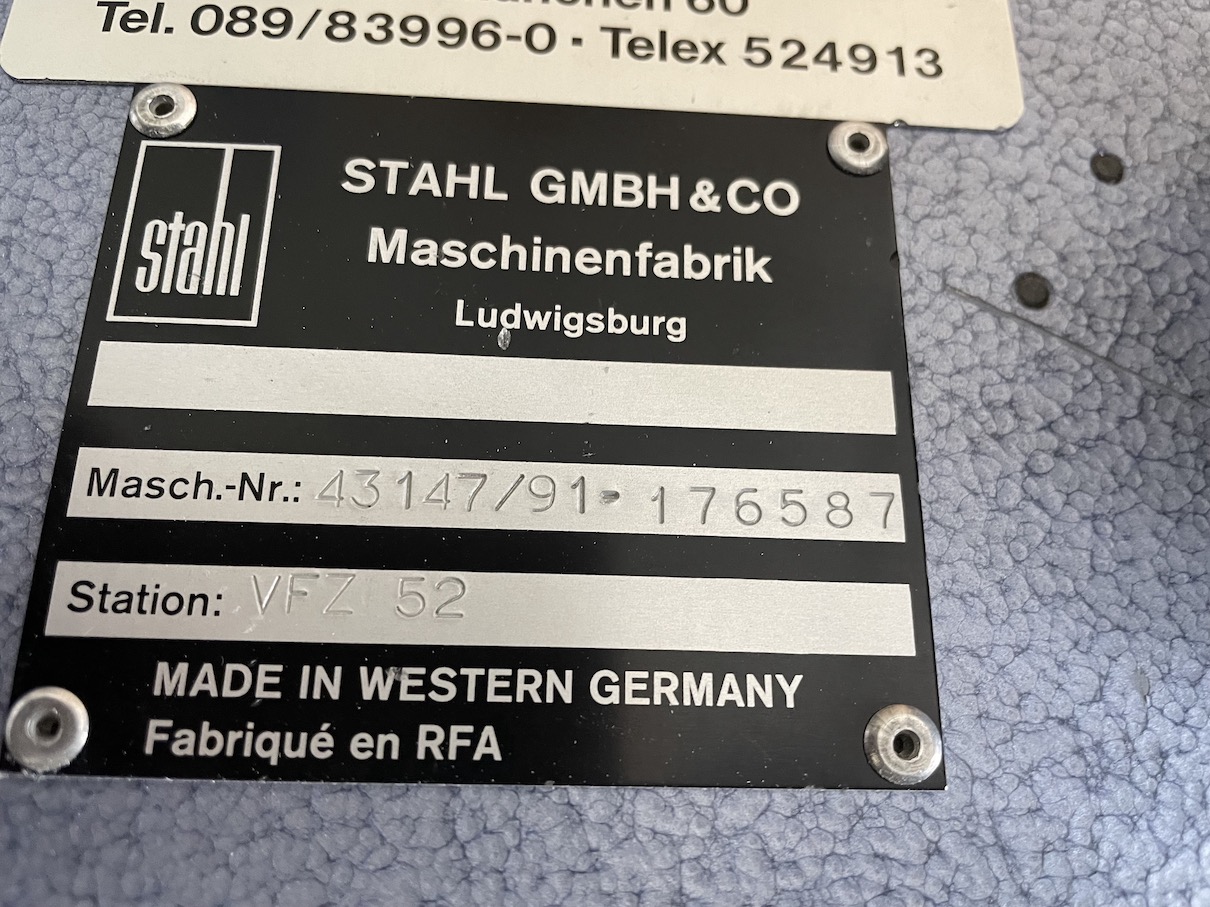 60
Tel. 089/83996-0 · Telex 524913
stahl
STAHL GMBH & CO
Maschinenfabrik
Ludwigsburg
Masch.-Nr.: 43147/91-176587
Station: VFZ 52
MADE IN WESTERN GERMANY
Fabriqué en RFA